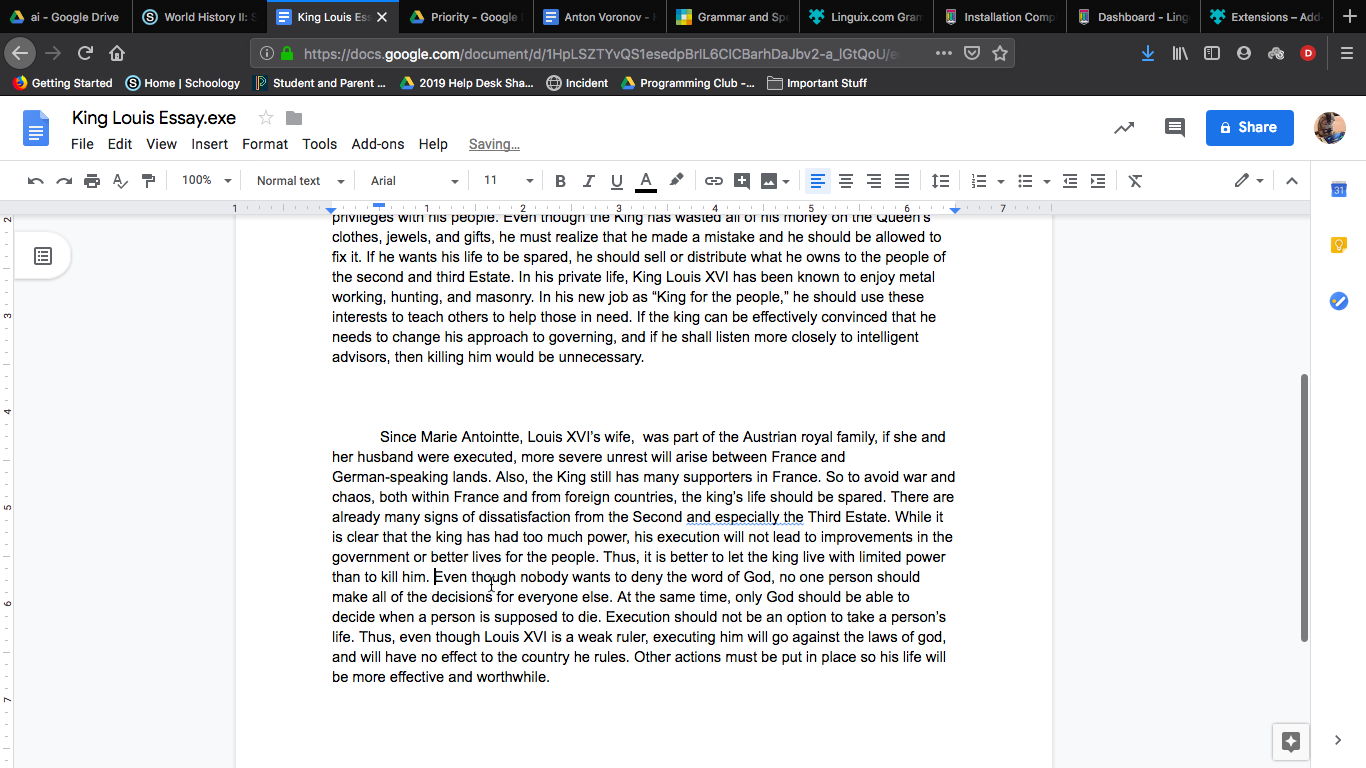 ai - Google Drive
World History II: S
King Louis Ess
Priority - Google
Anton Voronov -
Grammar and Spe
Linguix.com Gram
Installation Comp
Dashboard - Ling
Extensions – Add-
https://docs.google.com/document/d/1HpLSZTYvQS1esedpBrlL6ClCBarhDaJbv2-a_lGtQoU/e
D
Getting Started
Home | Schoology
Student and Parent ...
2019 Help Desk Sha...
Incident
Programming Club -...
Important Stuff
King Louis Essay.exe
File Edit View Insert Format Tools Add-ons Help Saving...
Share
100% Normal text Arial 11 B I U A
31
1 1 2 3 4 5 6 7
2
3
4
5
6
7
privileges with his people. Even though the King has wasted all of his money on the Queen's
clothes, jewels, and gifts, he must realize that he made a mistake and he should be allowed to
fix it. If he wants his life to be spared, he should sell or distribute what he owns to the people of
the second and third Estate. In his private life, King Louis XVI has been known to enjoy metal
working, hunting, and masonry. In his new job as “King for the people,” he should use these
interests to teach others to help those in need. If the king can be effectively convinced that he
needs to change his approach to governing, and if he shall listen more closely to intelligent
advisors, then killing him would be unnecessary.
Since Marie Antointte, Louis XVI’s wife,  was part of the Austrian royal family, if she and
her husband were executed, more severe unrest will arise between France and
German-speaking lands. Also, the King still has many supporters in France. So to avoid war and
chaos, both within France and from foreign countries, the king’s life should be spared. There are
already many signs of dissatisfaction from the Second and especially the Third Estate. While it
is clear that the king has had too much power, his execution will not lead to improvements in the
government or better lives for the people. Thus, it is better to let the king live with limited power
than to kill him. Even though nobody wants to deny the word of God, no one person should
make all of the decisions for everyone else. At the same time, only God should be able to
decide when a person is supposed to die. Execution should not be an option to take a person’s
life. Thus, even though Louis XVI is a weak ruler, executing him will go against the laws of god,
and will have no effect to the country he rules. Other actions must be put in place so his life will
be more effective and worthwhile.